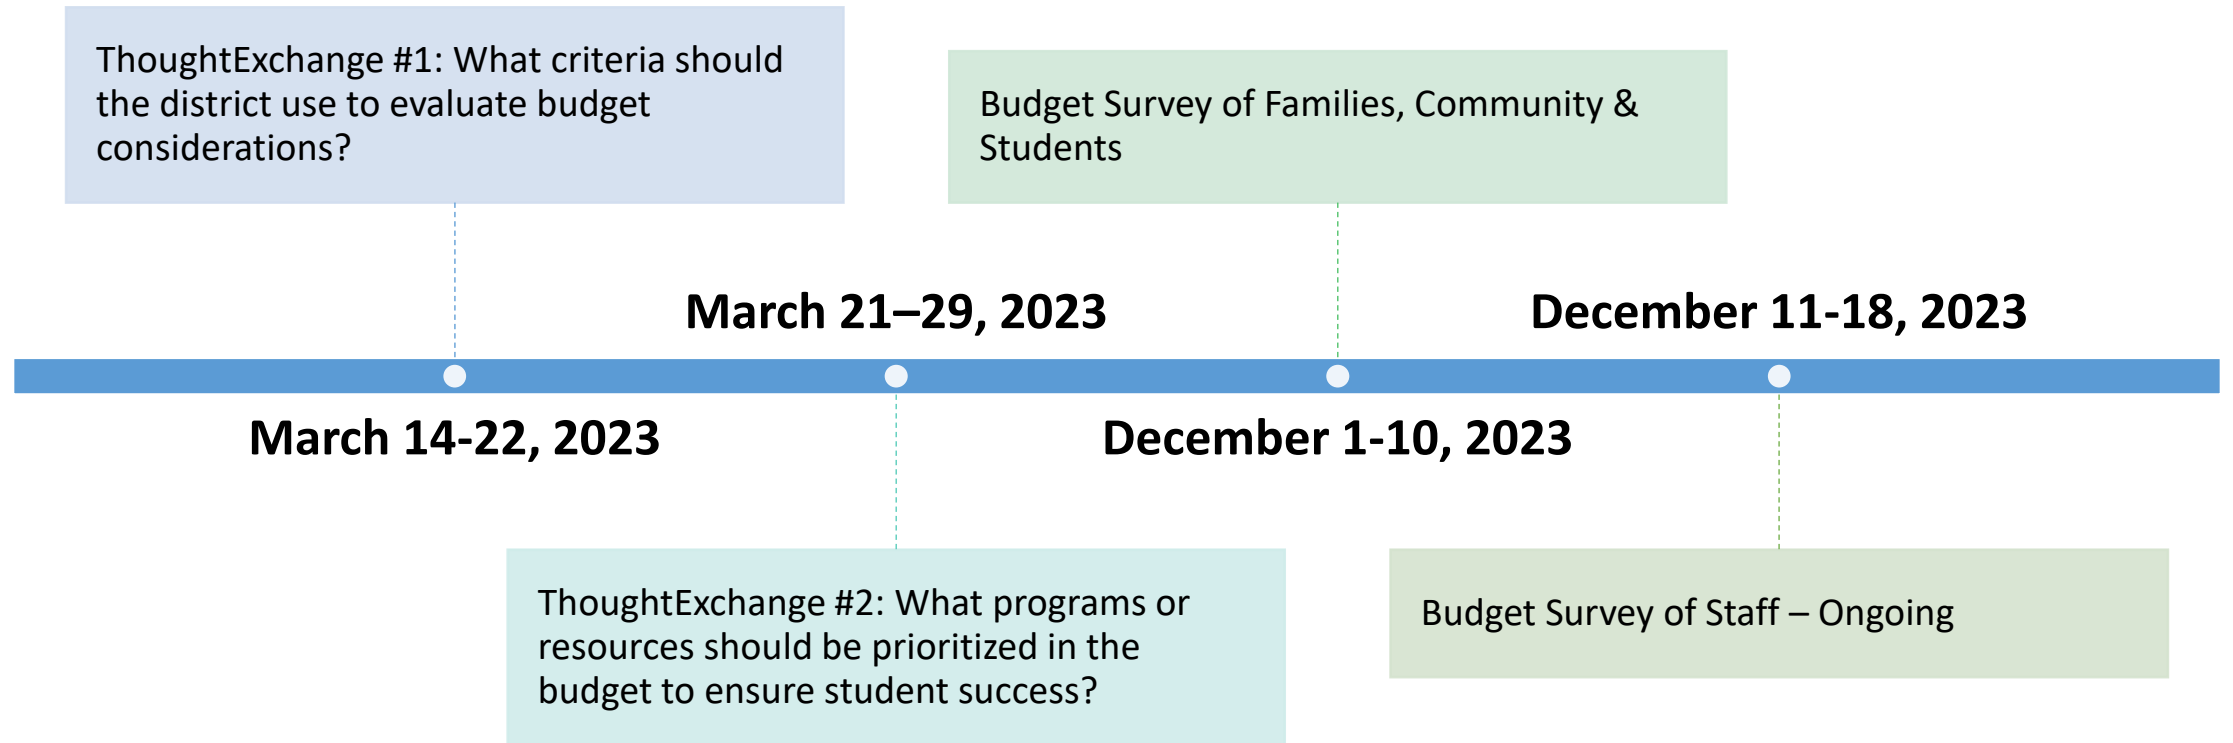 ThoughtExchange #1: What criteria should
the district use to evaluate budget
considerations?
March 14-22, 2023
March 21–29, 2023
ThoughtExchange #2: What programs or
resources should be prioritized in the
budget to ensure student success?
Budget Survey of Families, Community &
Students
December 1-10, 2023
December 11-18, 2023
Budget Survey of Staff – Ongoing